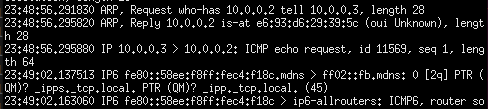 23:48:56.291830 ARP, Request who-has 10.0.0.2 tell 10.0.0.3, length 28
23:48:56.295820 ARP, Reply 10.0.0.2 is-at e6:93:d6:29:39:5c (oui Unknown), lengt
h 28
23:48:56.295880 IP 10.0.0.3 > 10.0.0.2: ICMP echo request, id 11569, seq 1, leng
th 64
23:49:02.137513 IP6 fe80::58ee:f8ff:fec4:f18c.mdns > ff02::fb.mdns: 0 [2q] PTR (
QM)? _ipps._tcp.local. PTR (QM)? _ipp._tcp.local. (45)
23:49:02.163060 IP6 fe80::58ee:f8ff:fec4:f18c > ip6-allrouters: ICMP6, router so